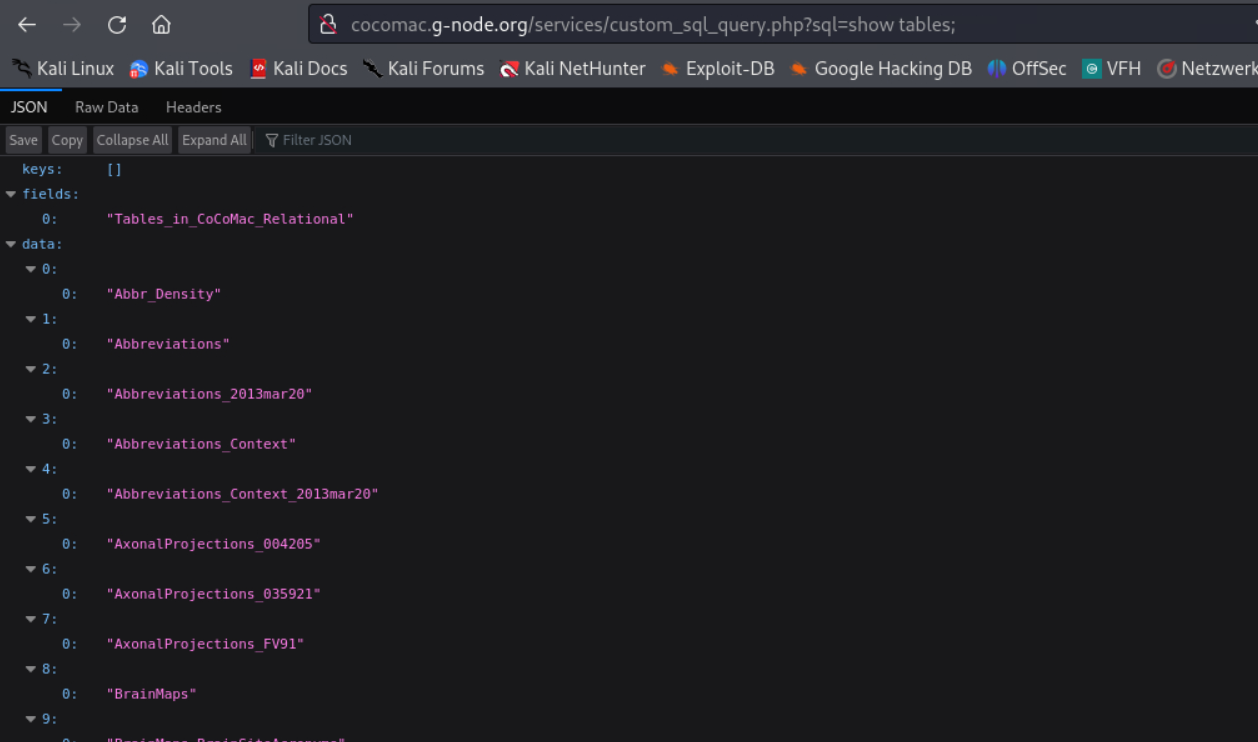 cocomac.g-node.org/services/custom_sql_query.php?sql=show tables;
Kali Linux Kali Tools Kali Docs Kali Forums Kali NetHunter Exploit-DB Google Hacking DB OffSec VFH Netzwerk
JSON Raw Data Headers
Save Copy Collapse All Expand All Filter JSON
keys: []
fields:
0: "Tables_in_CoCoMac_Relational"
data:
0:
0: "Abbr_Density"
1:
0: "Abbreviations"
2:
0: "Abbreviations_2013mar20"
3:
0: "Abbreviations_Context"
4:
0: "Abbreviations_Context_2013mar20"
5:
0: "AxonalProjections_004205"
6:
0: "AxonalProjections_035921"
7:
0: "AxonalProjections_FV91"
8:
0: "BrainMaps"
9: